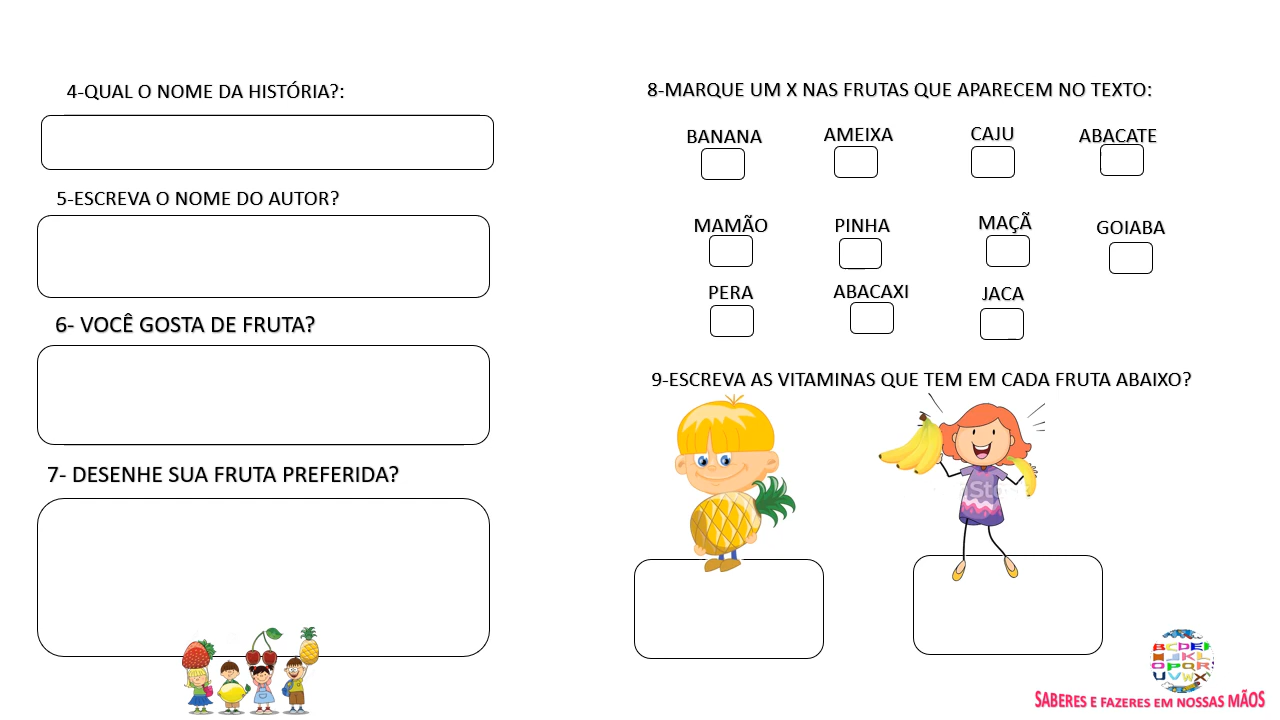 4-QUAL O NOME DA HISTÓRIA?:
5-ESCREVA O NOME DO AUTOR?
6- VOCÊ GOSTA DE FRUTA?
7- DESENHE SUA FRUTA PREFERIDA?
8-MARQUE UM X NAS FRUTAS QUE APARECEM NO TEXTO:
BANANA AMEIXA CAJU ABACATE
MAMÃO PINHA MAÇÃ GOIABA
PERA ABACAXI JACA
9-ESCREVA AS VITAMINAS QUE TEM EM CADA FRUTA ABAIXO?
SABERES E FAZERES EM NOSSAS MÃOS